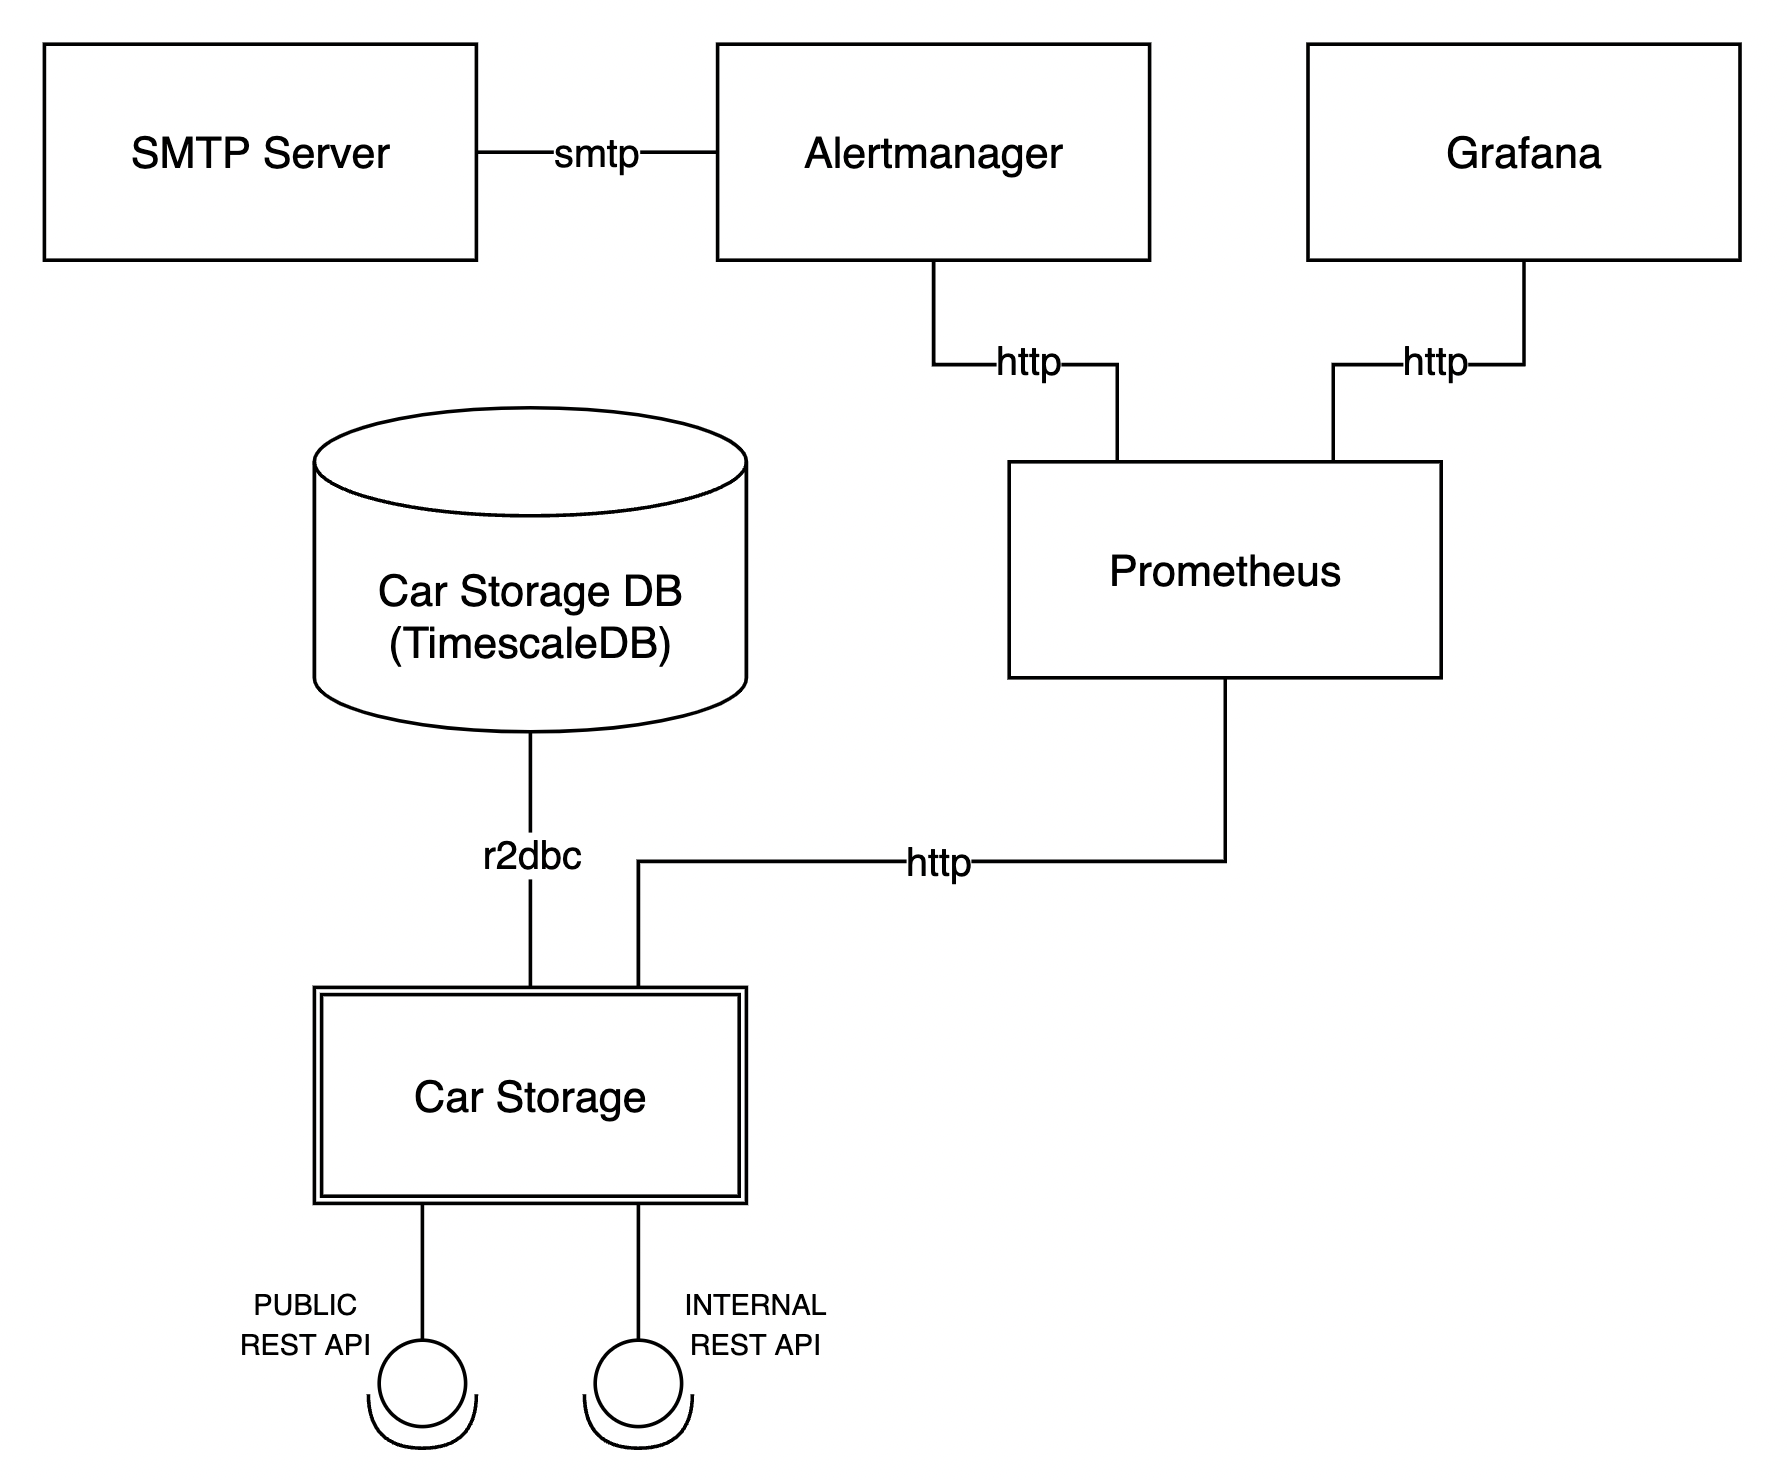 SMTP Server
smtp
Alertmanager
Grafana
http
http
Car Storage DB
(TimescaleDB)
Prometheus
r2dbc
http
Car Storage
PUBLIC
REST API
INTERNAL
REST API